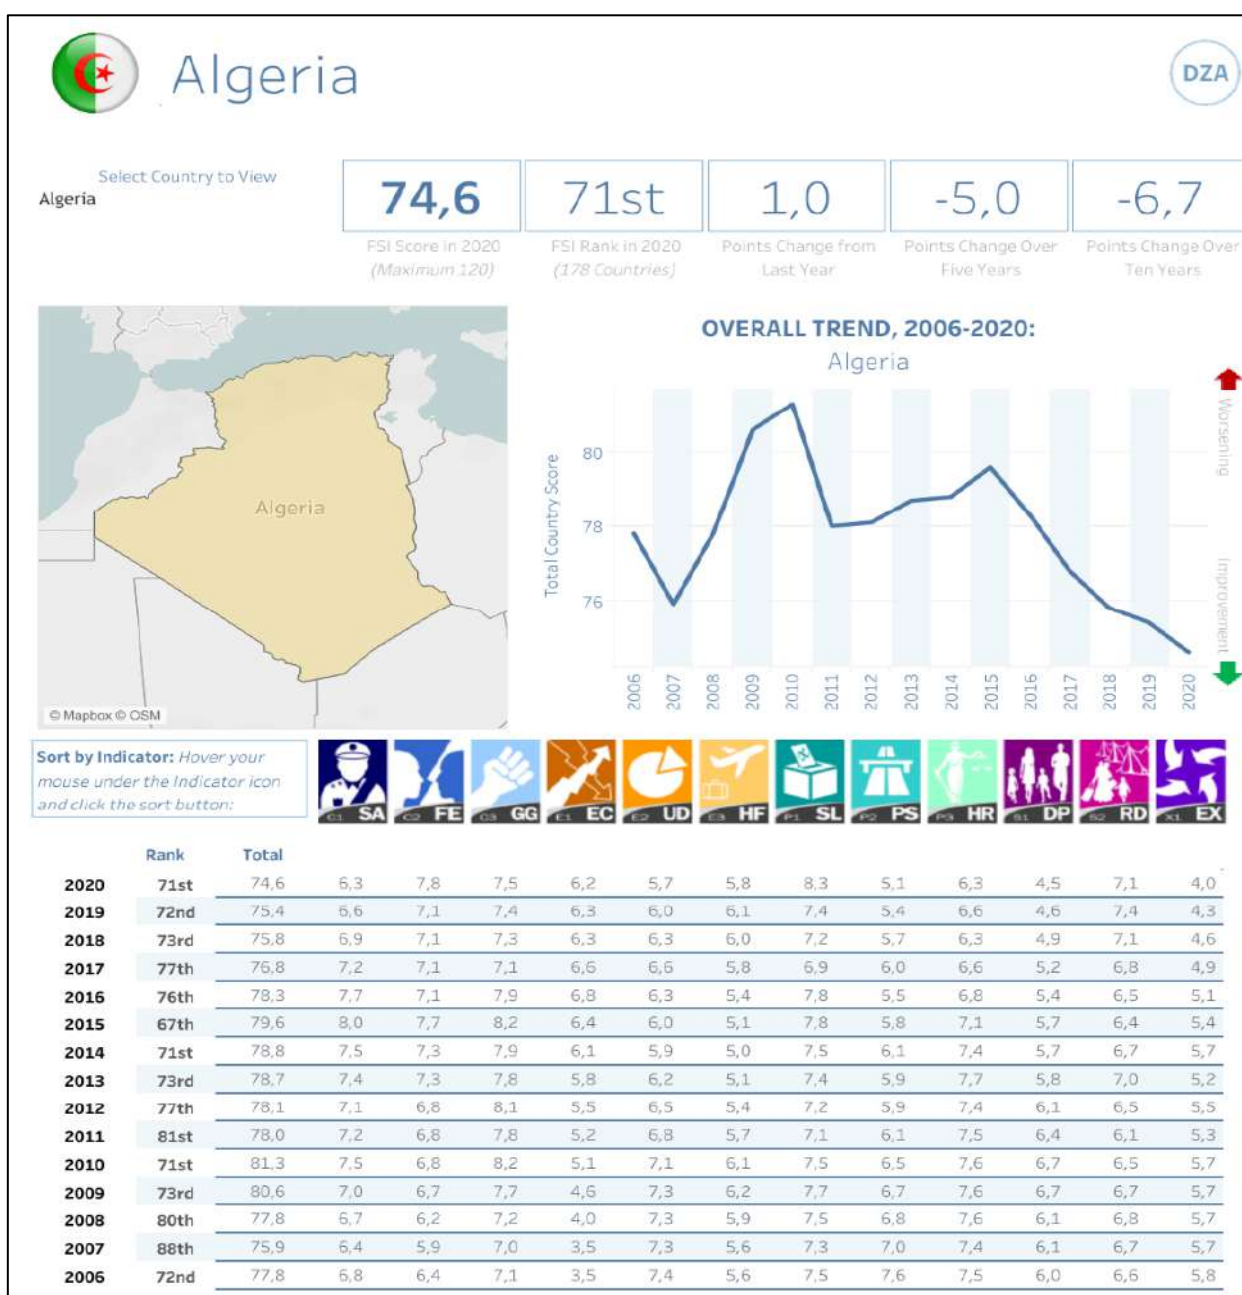 Algeria
DZA
Select Country to View
Algeria
74,6
71st
1,0
-5,0
-6,7
FSI Score in 2020
(Maximum 120)
FSI Rank in 2020
(178 Countries)
Points Change from
Last Year
Points Change Over
Five Years
Points Change Over
Ten Years
OVERALL TREND, 2006-2020:
Algeria
Algeria
© Mapbox © OSM
Total Country Score
80
78
76
Worsening
Improvement
2006 2007 2008 2009 2010 2011 2012 2013 2014 2015 2016 2017 2018 2019 2020
Sort by Indicator: Hover your
mouse under the Indicator icon
and click the sort button:
C1 SA C2 FE C3 GG E1 EC E2 UD E3 HF P1 SL P2 PS P3 HR S1 DP S2 RD X1 EX
Rank Total
2020 71st 74,6 6,3 7,8 7,5 6,2 5,7 5,8 8,3 5,1 6,3 4,5 7,1 4,0
2019 72nd 75,4 6,6 7,1 7,4 6,3 6,0 6,1 7,4 5,4 6,6 4,6 7,4 4,3
2018 73rd 75,8 6,9 7,1 7,3 6,3 6,3 6,0 7,2 5,7 6,3 4,9 7,1 4,6
2017 77th 76,8 7,2 7,1 7,1 6,6 6,6 5,8 6,9 6,0 6,6 5,2 6,8 4,9
2016 76th 78,3 7,7 7,1 7,9 6,8 6,3 5,4 7,8 5,5 6,8 5,4 6,5 5,1
2015 67th 79,6 8,0 7,7 8,2 6,4 6,0 5,1 7,8 5,8 7,1 5,7 6,4 5,4
2014 71st 78,8 7,5 7,3 7,9 6,1 5,9 5,0 7,5 6,1 7,4 5,7 6,7 5,7
2013 73rd 78,7 7,4 7,3 7,8 5,8 6,2 5,1 7,4 5,9 7,7 5,8 7,0 5,2
2012 77th 78,1 7,1 6,8 8,1 5,5 6,5 5,4 7,2 5,9 7,4 6,1 6,5 5,5
2011 81st 78,0 7,2 6,8 7,8 5,2 6,8 5,7 7,1 6,1 7,5 6,4 6,1 5,3
2010 71st 81,3 7,5 6,8 8,2 5,1 7,1 6,1 7,5 6,5 7,6 6,7 6,5 5,7
2009 73rd 80,6 7,0 6,7 7,7 4,6 7,3 6,2 7,7 6,7 7,6 6,7 6,7 5,7
2008 80th 77,8 6,7 6,2 7,2 4,0 7,3 5,9 7,5 6,8 7,6 6,1 6,8 5,7
2007 88th 75,9 6,4 5,9 7,0 3,5 7,3 5,6 7,3 7,0 7,4 6,1 6,7 5,7
2006 72nd 77,8 6,8 6,4 7,1 3,5 7,4 5,6 7,5 7,6 7,5 6,0 6,6 5,8